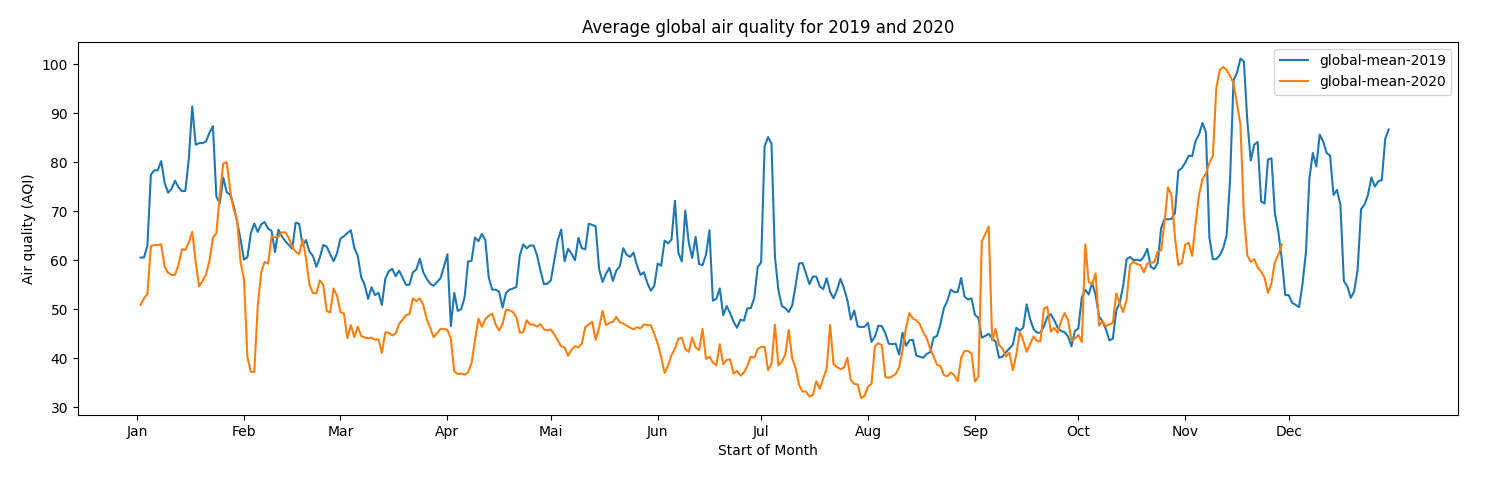 Average global air quality for 2019 and 2020
global-mean-2019
global-mean-2020
Air quality (AQI)
100
90
80
70
60
50
40
30
Jan Feb Mar Apr Mai Jun Jul Aug Sep Oct Nov Dec
Start of Month